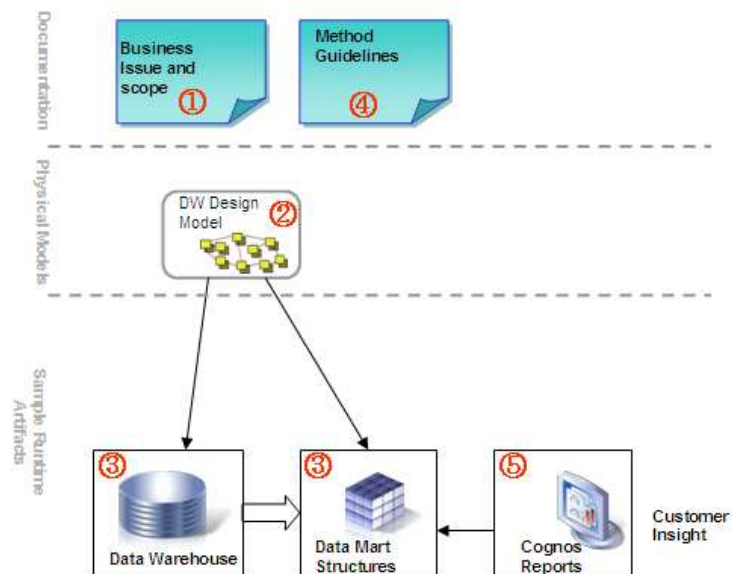 Documentation
Business
Issue and
scope
①
Method
Guidelines
④
Physical Models
DW Design
Model
②
Sample Runtime
Artifacts
③
Data Warehouse
③
Data Mart
Structures
⑤
Cognos
Reports
Customer
Insight